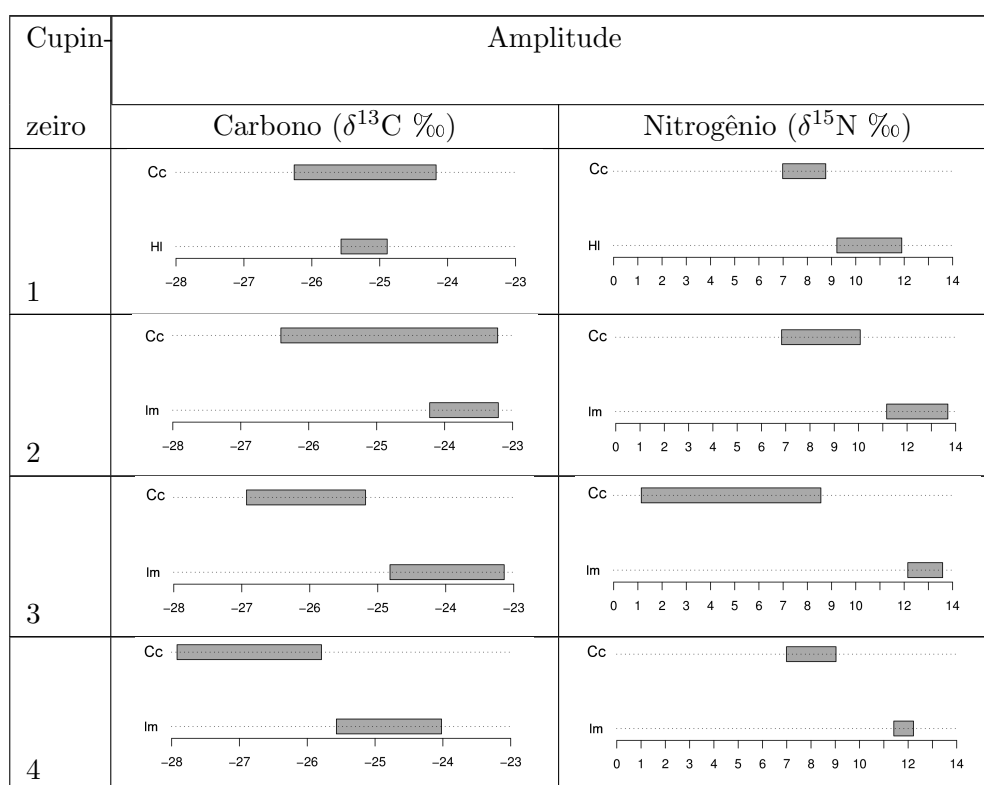 Cupin-
Amplitude
zeiro
Carbono (δ¹³C ‰)
Nitrogênio (δ¹⁵N ‰)
1
Cc
Hl
−28 −27 −26 −25 −24 −23
Cc
Hl
0 1 2 3 4 5 6 7 8 9 10 12 14
2
Cc
Im
−28 −27 −26 −25 −24 −23
Cc
Im
0 1 2 3 4 5 6 7 8 9 10 12 14
3
Cc
Im
−28 −27 −26 −25 −24 −23
Cc
Im
0 1 2 3 4 5 6 7 8 9 10 12 14
4
Cc
Im
−28 −27 −26 −25 −24 −23
Cc
Im
0 1 2 3 4 5 6 7 8 9 10 12 14